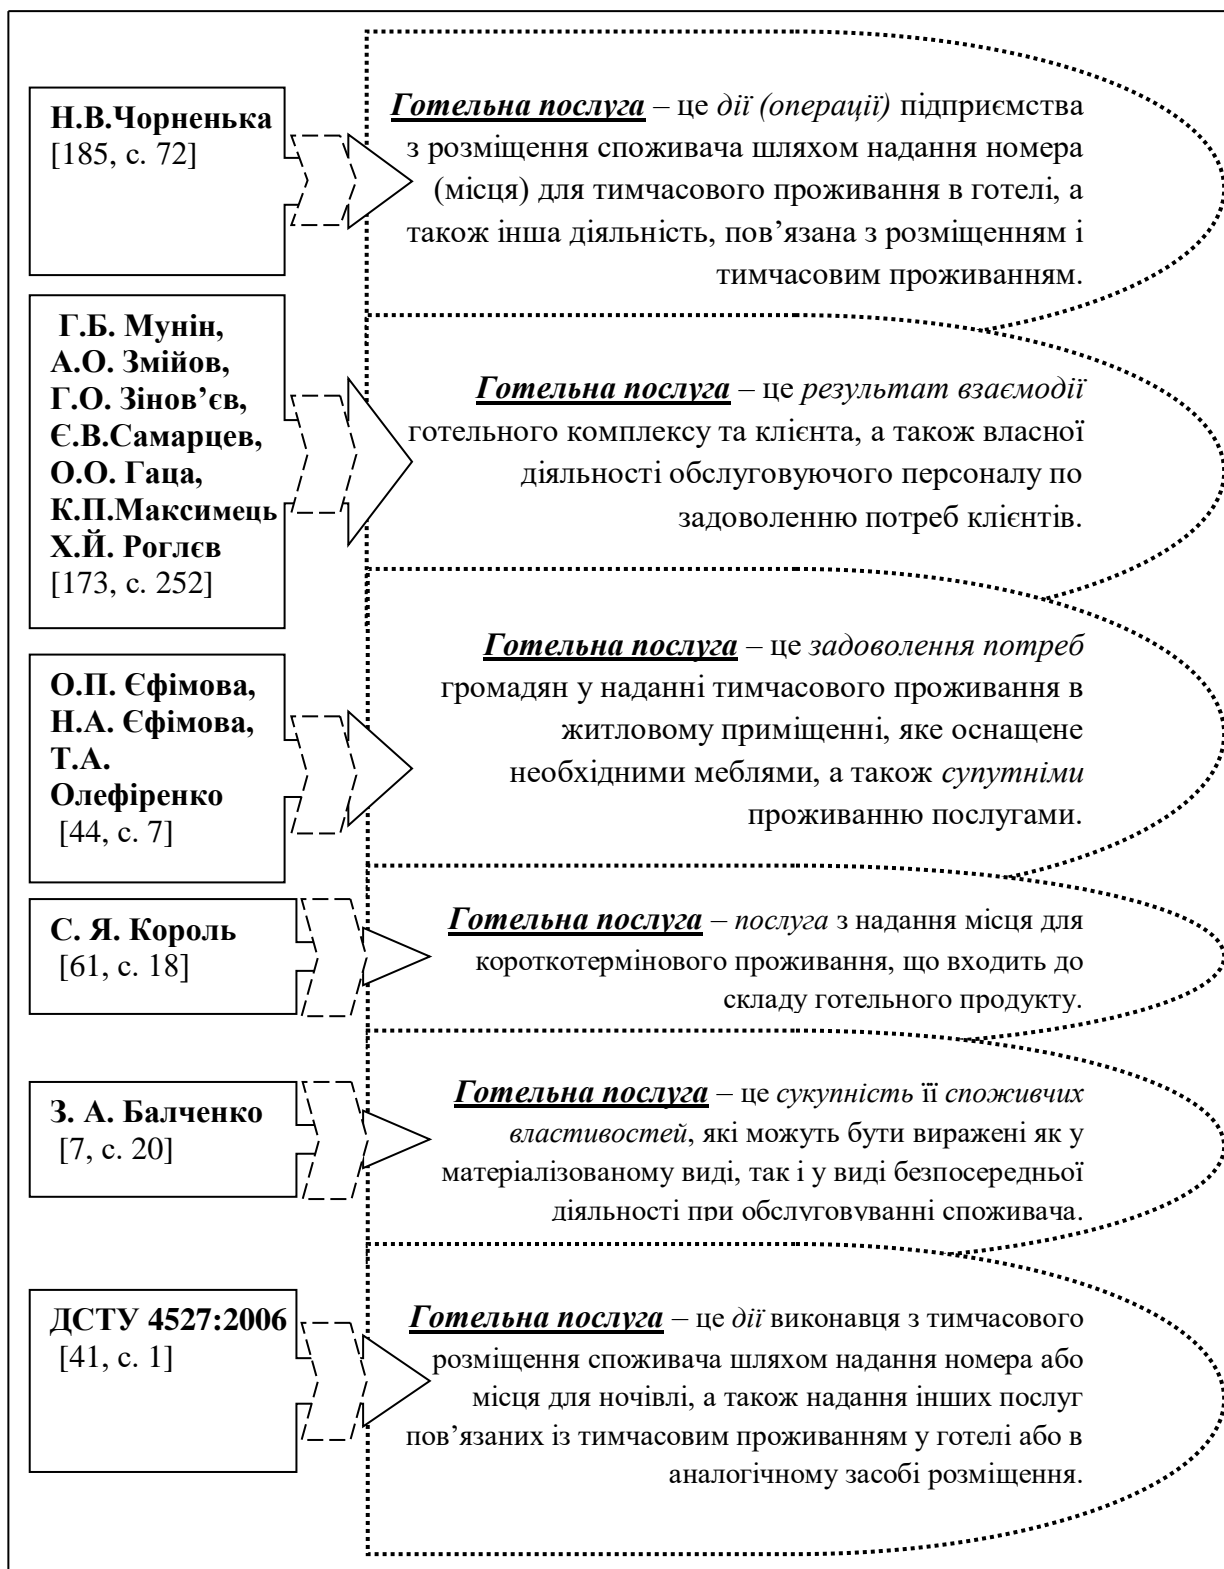 Н.В.Чорненька
[185, с. 72]
Готельна послуга – це дії (операції) підприємства
з розміщення споживача шляхом надання номера
(місця) для тимчасового проживання в готелі, а
також інша діяльність, пов’язана з розміщенням і
тимчасовим проживанням.
Г.Б. Мунін,
А.О. Змійов,
Г.О. Зінов’єв,
Є.В.Самарцев,
О.О. Гаца,
К.П.Максимець
Х.Й. Роглєв
[173, с. 252]
Готельна послуга – це результат взаємодії
готельного комплексу та клієнта, а також власної
діяльності обслуговуючого персоналу по
задоволенню потреб клієнтів.
О.П. Єфімова,
Н.А. Єфімова,
Т.А.
Олефіренко
[44, с. 7]
Готельна послуга – це задоволення потреб
громадян у наданні тимчасового проживання в
житловому приміщенні, яке оснащене
необхідними меблями, а також супутніми
проживанню послугами.
С. Я. Король
[61, с. 18]
Готельна послуга – послуга з надання місця для
короткотермінового проживання, що входить до
складу готельного продукту.
З. А. Балченко
[7, с. 20]
Готельна послуга – це сукупність її споживчих
властивостей, які можуть бути виражені як у
матеріалізованому виді, так і у виді безпосередньої
діяльності при обслуговуванні споживача.
ДСТУ 4527:2006
[41, с. 1]
Готельна послуга – це дії виконавця з тимчасового
розміщення споживача шляхом надання номера або
місця для ночівлі, а також надання інших послуг
пов’язаних із тимчасовим проживанням у готелі або в
аналогічному засобі розміщення.